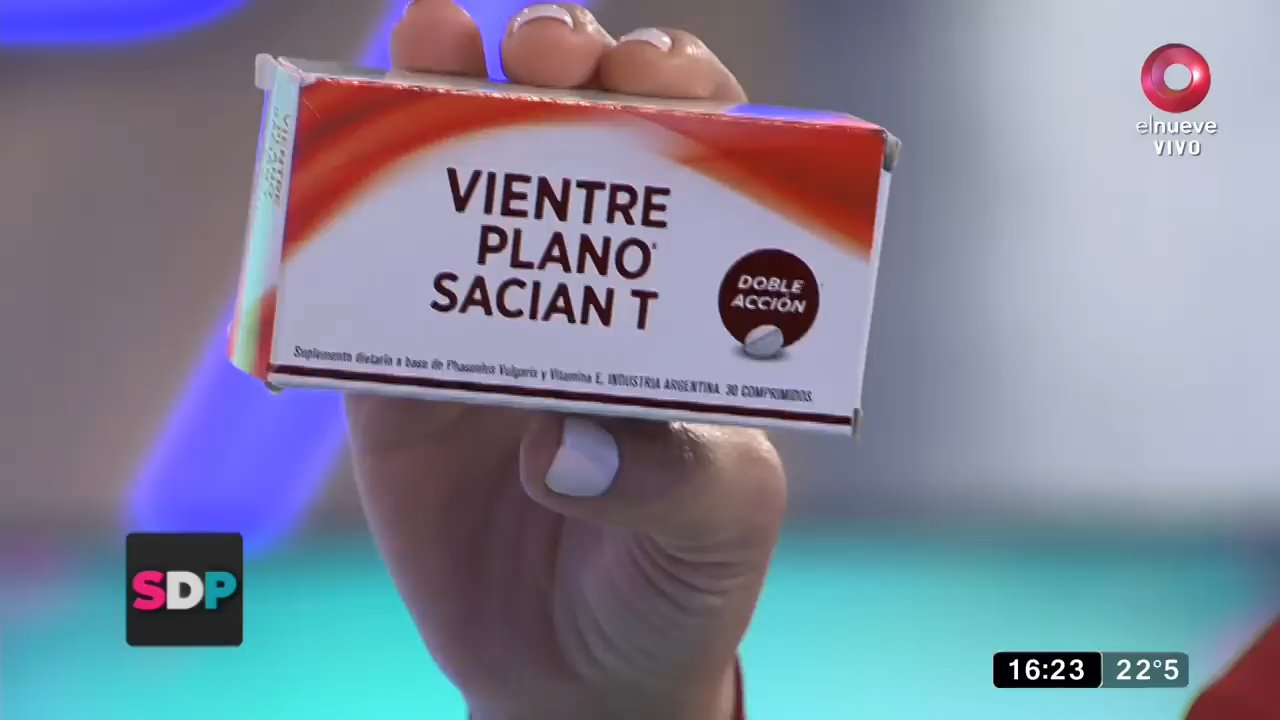 elnueve
VIVO
VIENTRE
PLANO
SACIAN T
DOBLE
ACCIÓN
Suplemento dietario a base de Phaseolus Vulgaris y Vitamina E. INDUSTRIA ARGENTINA. 30 COMPRIMIDOS.
SDP
16:23 22°5